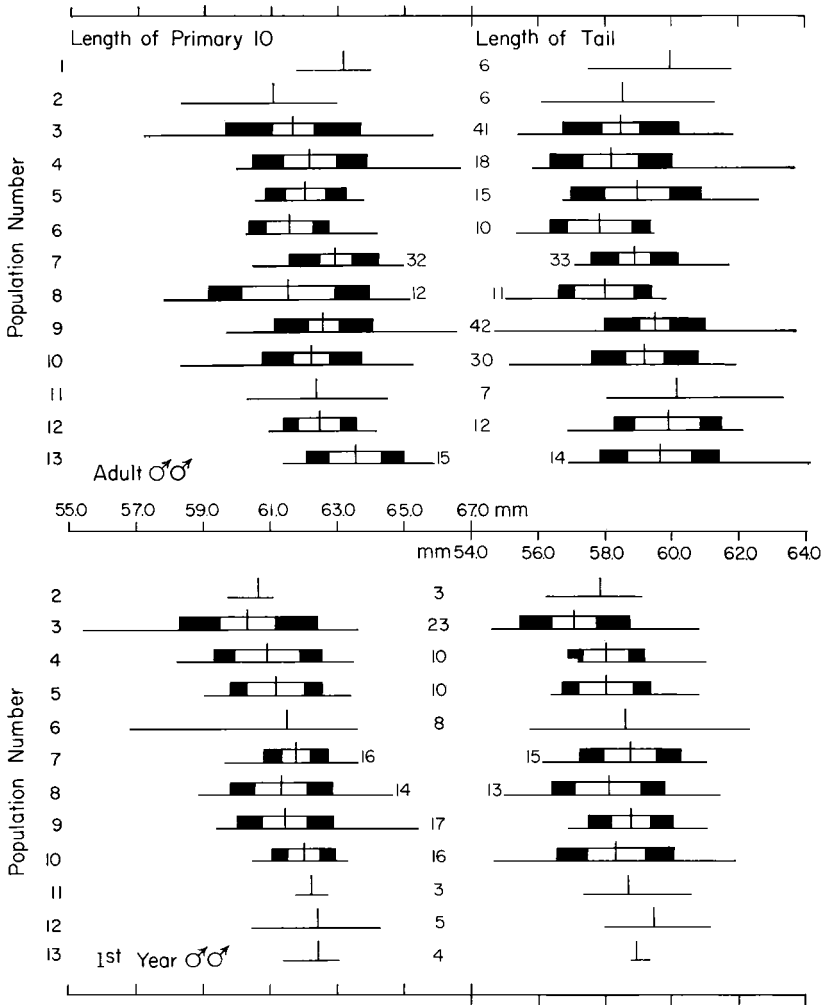 Length of Primary 10 Length of Tail
Population Number
1 6
2 6
3 41
4 18
5 15
6 10
7 32 33
8 12 11
9 42
10 30
11 7
12 12
13 15 14
Adult ♂♂
55.0 57.0 59.0 61.0 63.0 65.0 67.0 mm
mm 54.0 56.0 58.0 60.0 62.0 64.0
Population Number
2 3
3 23
4 10
5 10
6 8
7 16 15
8 14 13
9 17
10 16
11 3
12 5
13 4
1st Year ♂♂